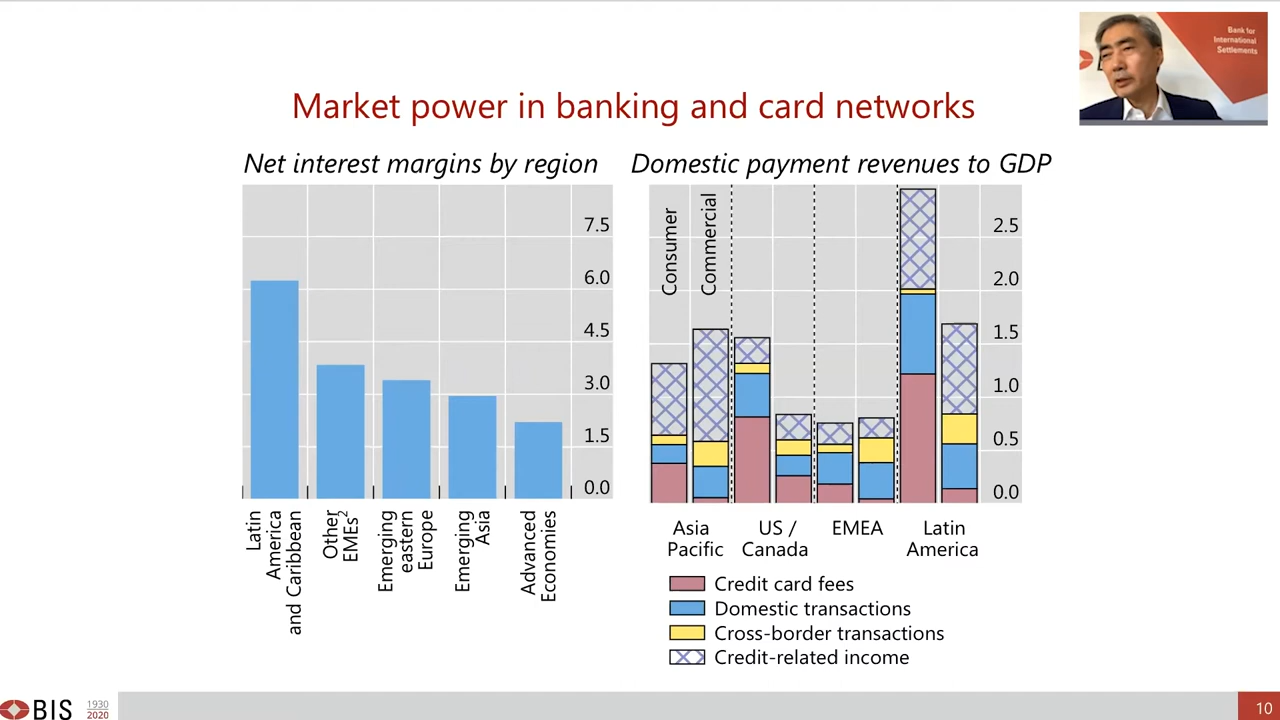 Bank for
International
Settlements
Market power in banking and card networks
Net interest margins by region
7.5
6.0
4.5
3.0
1.5
0.0
Latin
America
and Caribbean
Other
EMEs2
Emerging
eastern
Europe
Emerging
Asia
Advanced
Economies
Domestic payment revenues to GDP
Consumer
Commercial
2.5
2.0
1.5
1.0
0.5
0.0
Asia
Pacific
US /
Canada
EMEA
Latin
America
Credit card fees
Domestic transactions
Cross-border transactions
Credit-related income
BIS
1930
2020
10